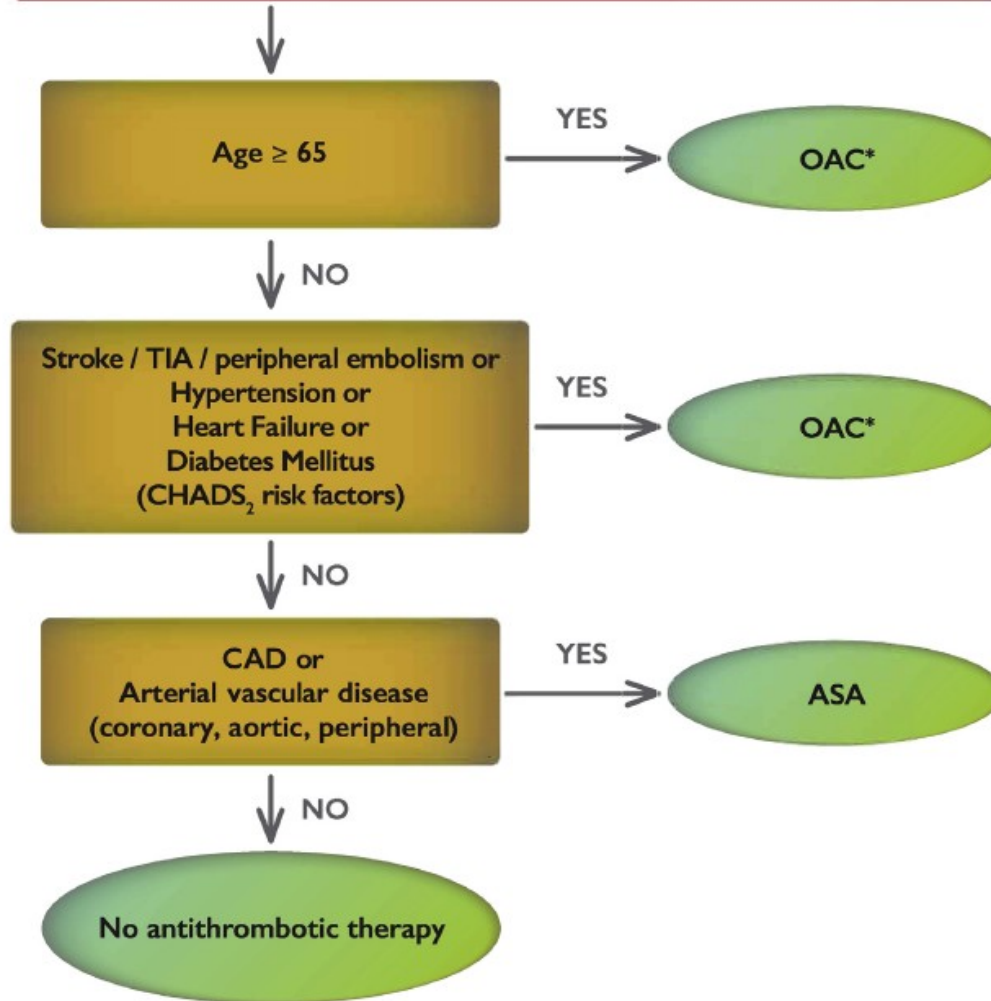 Age ≥ 65
YES
OAC*
NO
Stroke / TIA / peripheral embolism or
Hypertension or
Heart Failure or
Diabetes Mellitus
(CHADS₂ risk factors)
YES
OAC*
NO
CAD or
Arterial vascular disease
(coronary, aortic, peripheral)
YES
ASA
NO
No antithrombotic therapy